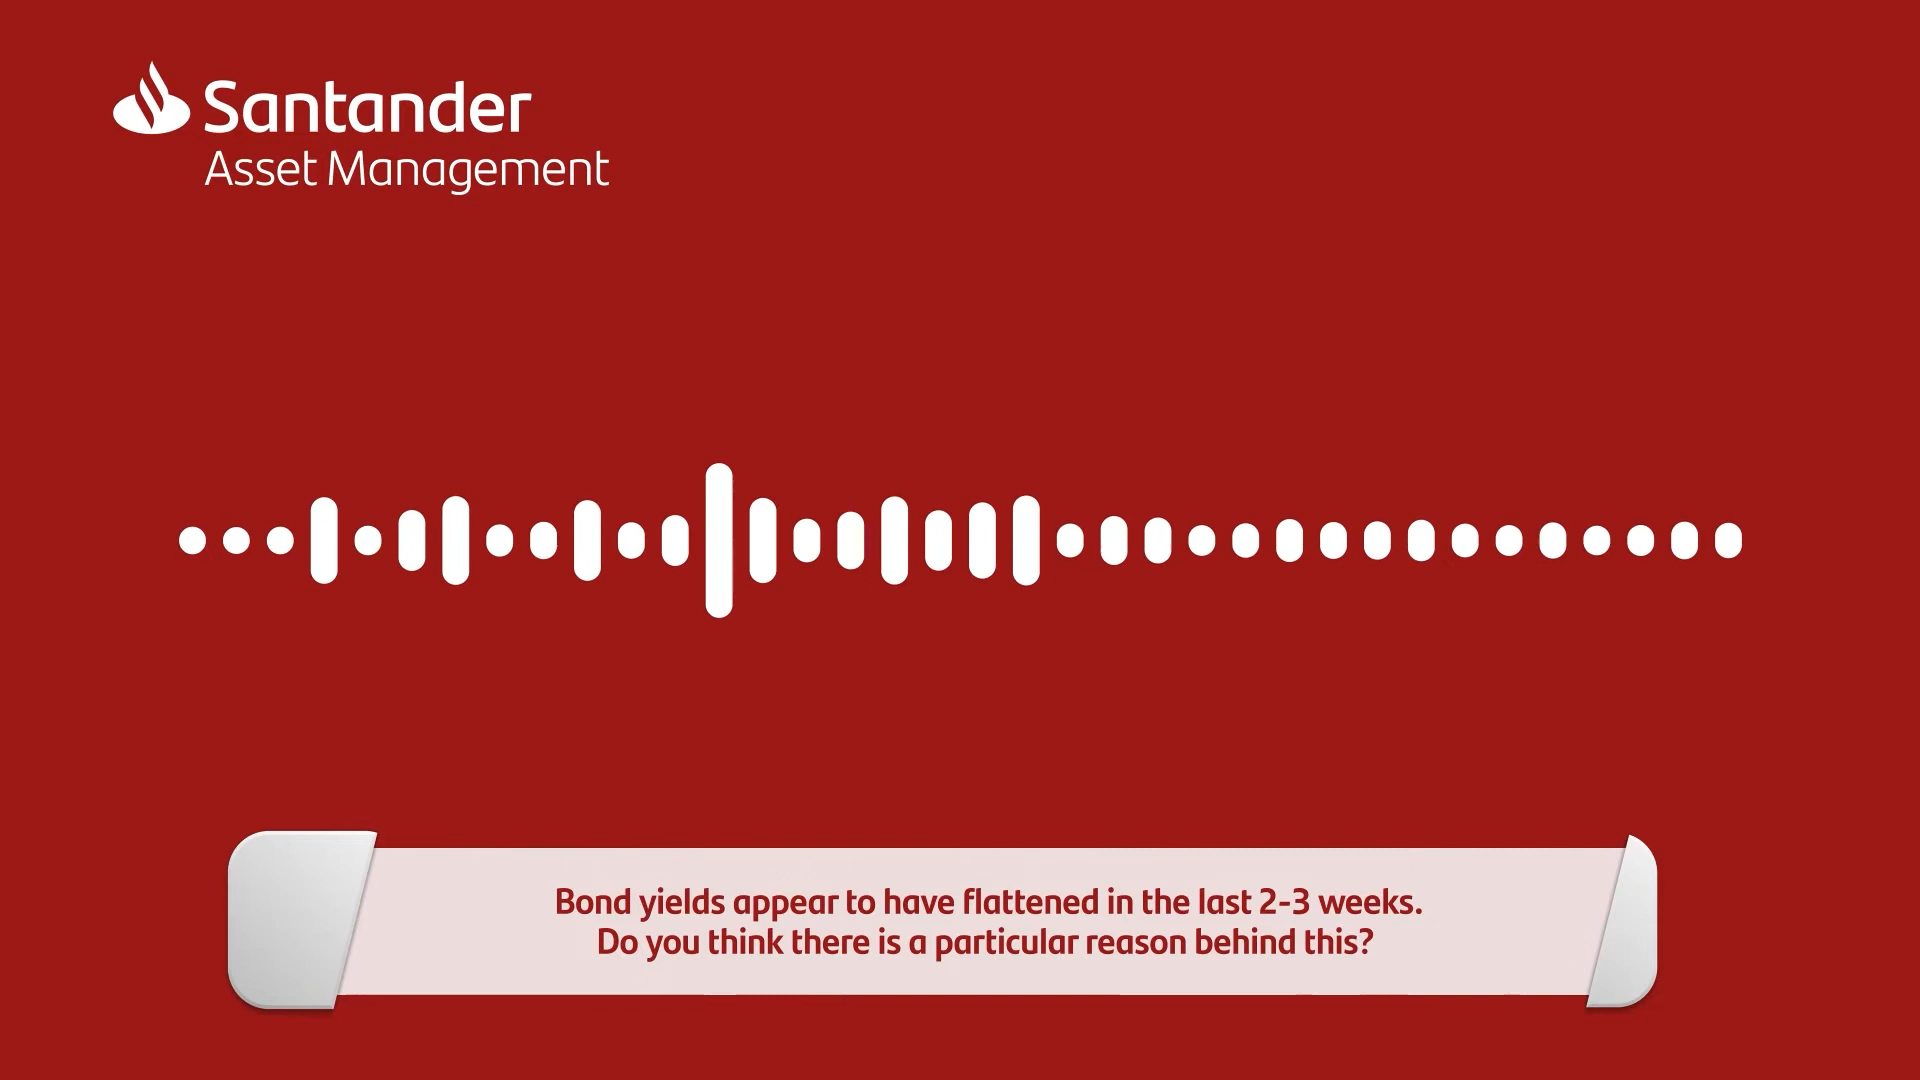 Santander
Asset Management
Bond yields appear to have flattened in the last 2-3 weeks.
Do you think there is a particular reason behind this?